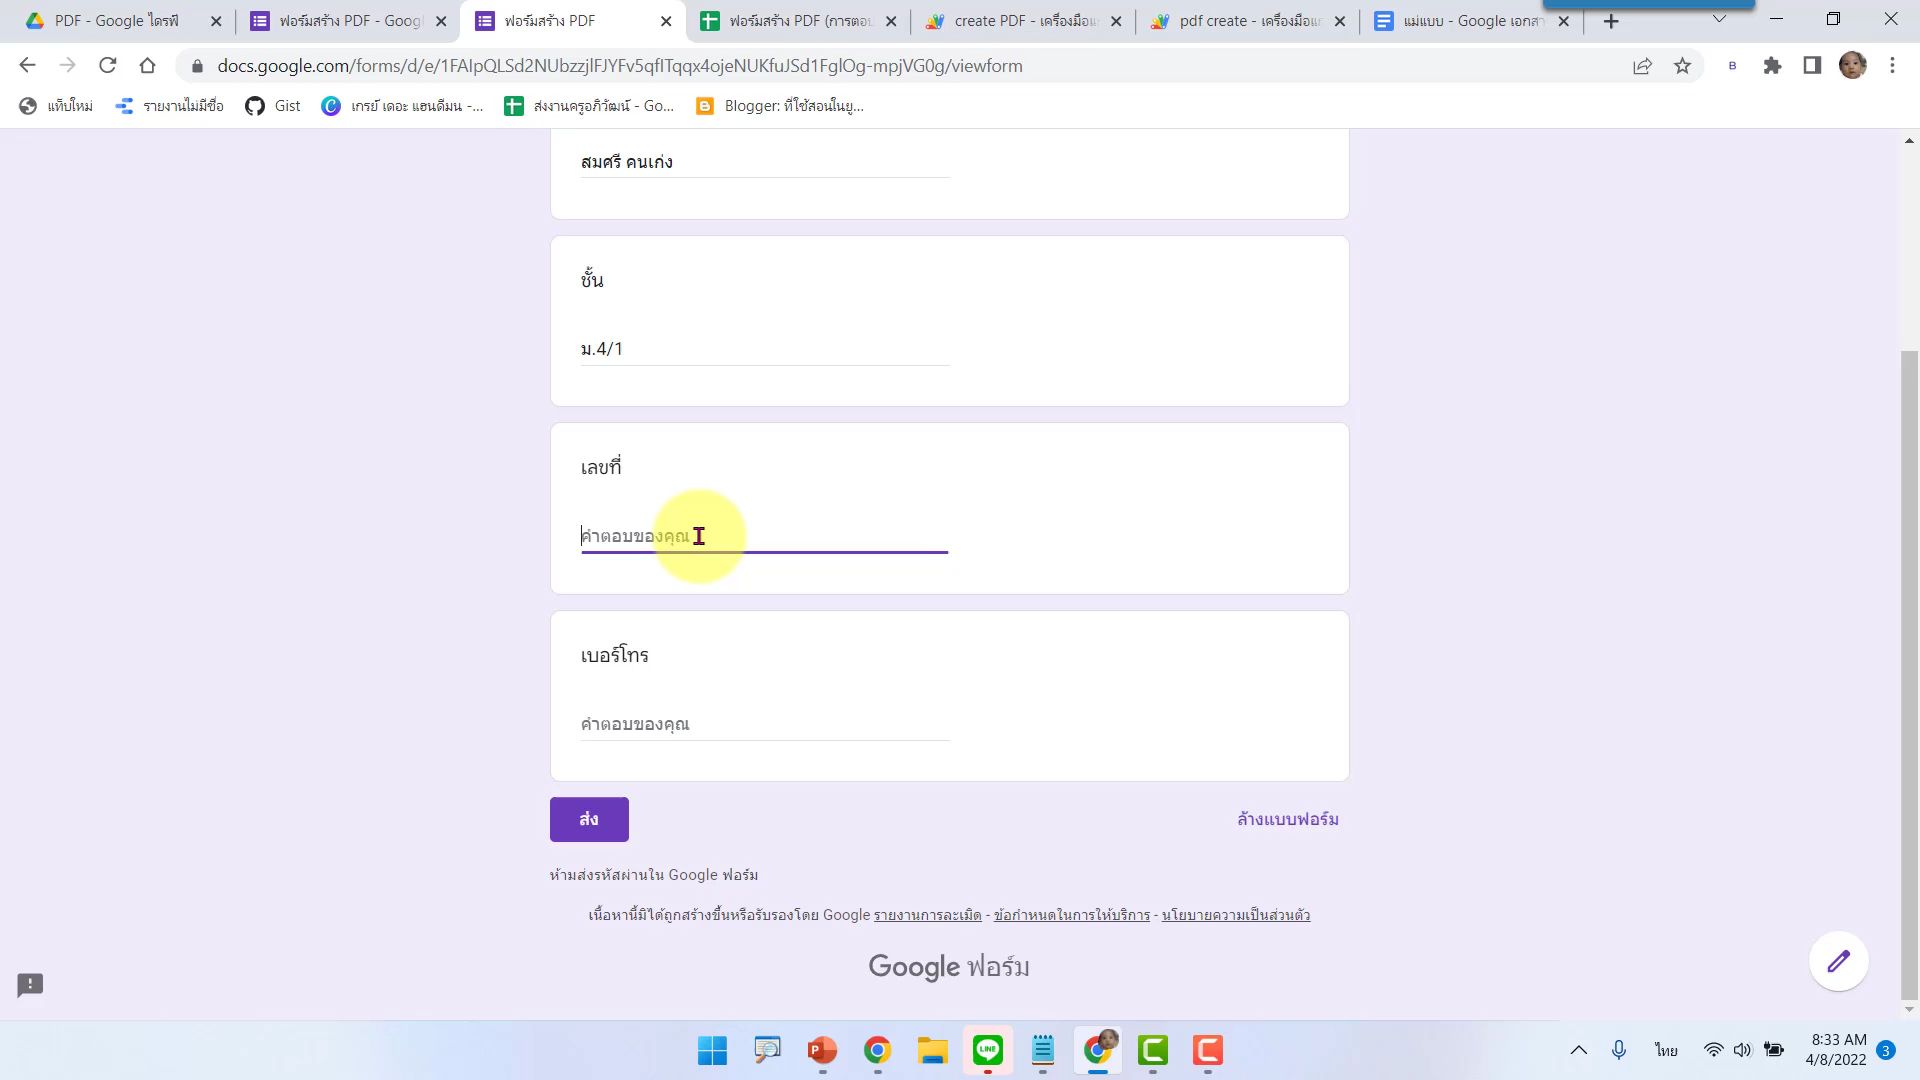 PDF - Google ไดรฟ์
ฟอร์มสร้าง PDF - Googl
ฟอร์มสร้าง PDF
ฟอร์มสร้าง PDF (การตอบ
create PDF - เครื่องมือแก
pdf create - เครื่องมือแก
แม่แบบ - Google เอกสา
docs.google.com/forms/d/e/1FAIpQLSd2NUbzzjlFJYFv5qfITqqx4ojeNUKfuJSd1FglOg-mpjVG0g/viewform
แท็บใหม่
รายงานไม่มีชื่อ
Gist
เกรย์ เดอะ แฮนดีแมน -...
ส่งงานครูอภิวัฒน์ - Go...
Blogger: ที่ใช้สอนในยู...
สมศรี คนเก่ง
ชั้น
ม.4/1
เลขที่
คำตอบของคุณ
เบอร์โทร
คำตอบของคุณ
ส่ง
ล้างแบบฟอร์ม
ห้ามส่งรหัสผ่านใน Google ฟอร์ม
เนื้อหานี้มิได้ถูกสร้างขึ้นหรือรับรองโดย Google รายงานการละเมิด - ข้อกำหนดในการให้บริการ - นโยบายความเป็นส่วนตัว
Google ฟอร์ม
ไทย
8:33 AM
4/8/2022
3